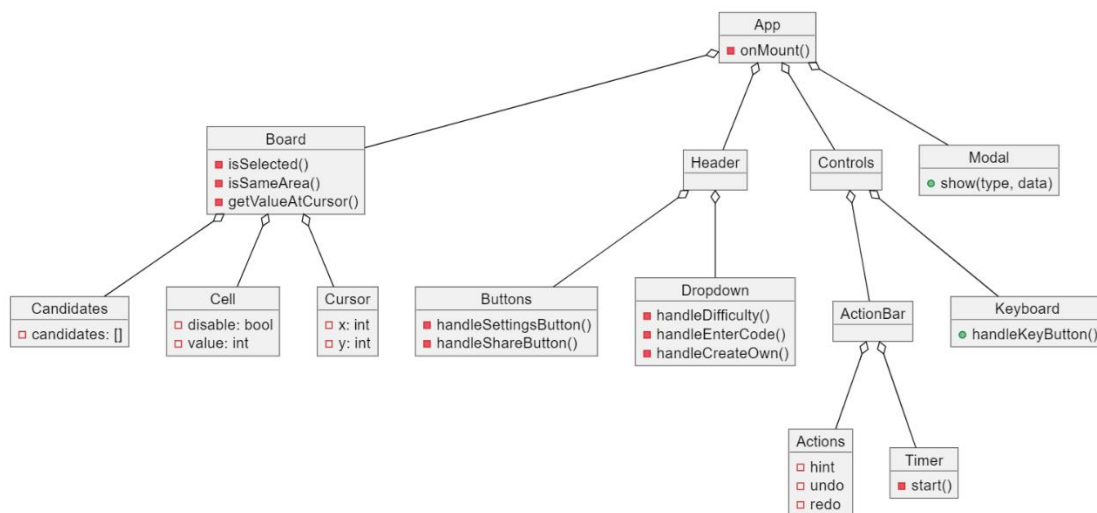 App
onMount()
Board
isSelected()
isSameArea()
getValueAtCursor()
Header
Controls
Modal
show(type, data)
Candidates
candidates: []
Cell
disable: bool
value: int
Cursor
x: int
y: int
Buttons
handleSettingsButton()
handleShareButton()
Dropdown
handleDifficulty()
handleEnterCode()
handleCreateOwn()
ActionBar
Keyboard
handleKeyButton()
Actions
hint
undo
redo
Timer
start()